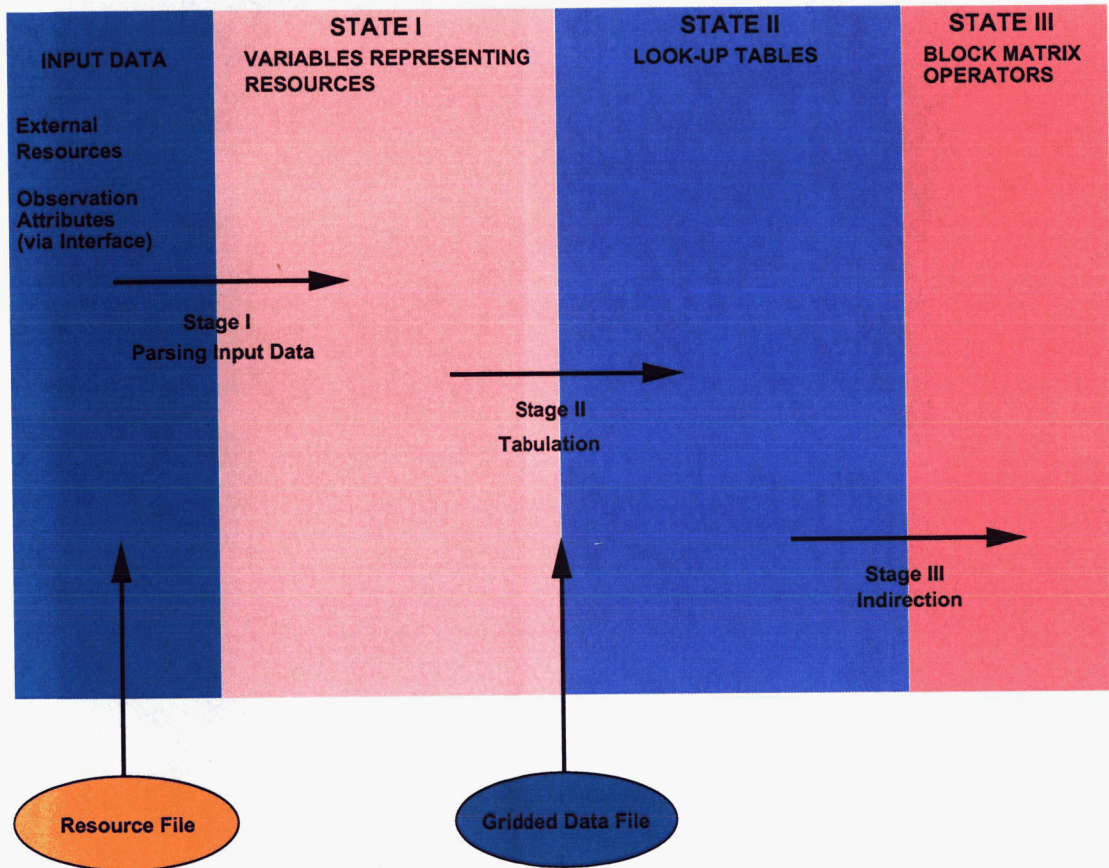 INPUT DATA
External
Resources
Observation
Attributes
(via Interface)
STATE I
VARIABLES REPRESENTING
RESOURCES
STATE II
LOOK-UP TABLES
STATE III
BLOCK MATRIX
OPERATORS
Stage I
Parsing Input Data
Stage II
Tabulation
Stage III
Indirection
Resource File
Gridded Data File